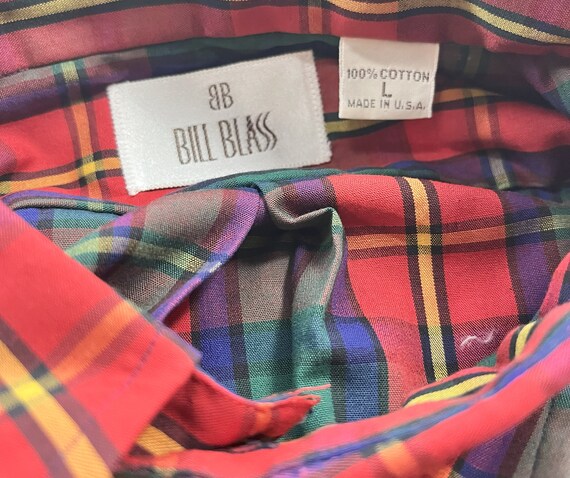 BB
BILL BLASS
100% COTTON
L
MADE IN U.S.A.